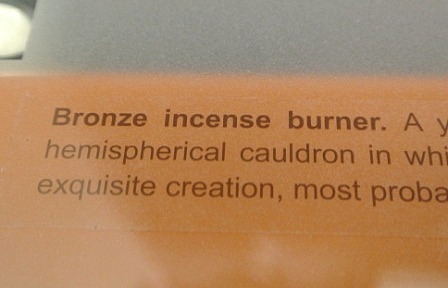 Bronze incense burner. A
hemispherical cauldron in
exquisite creation, most